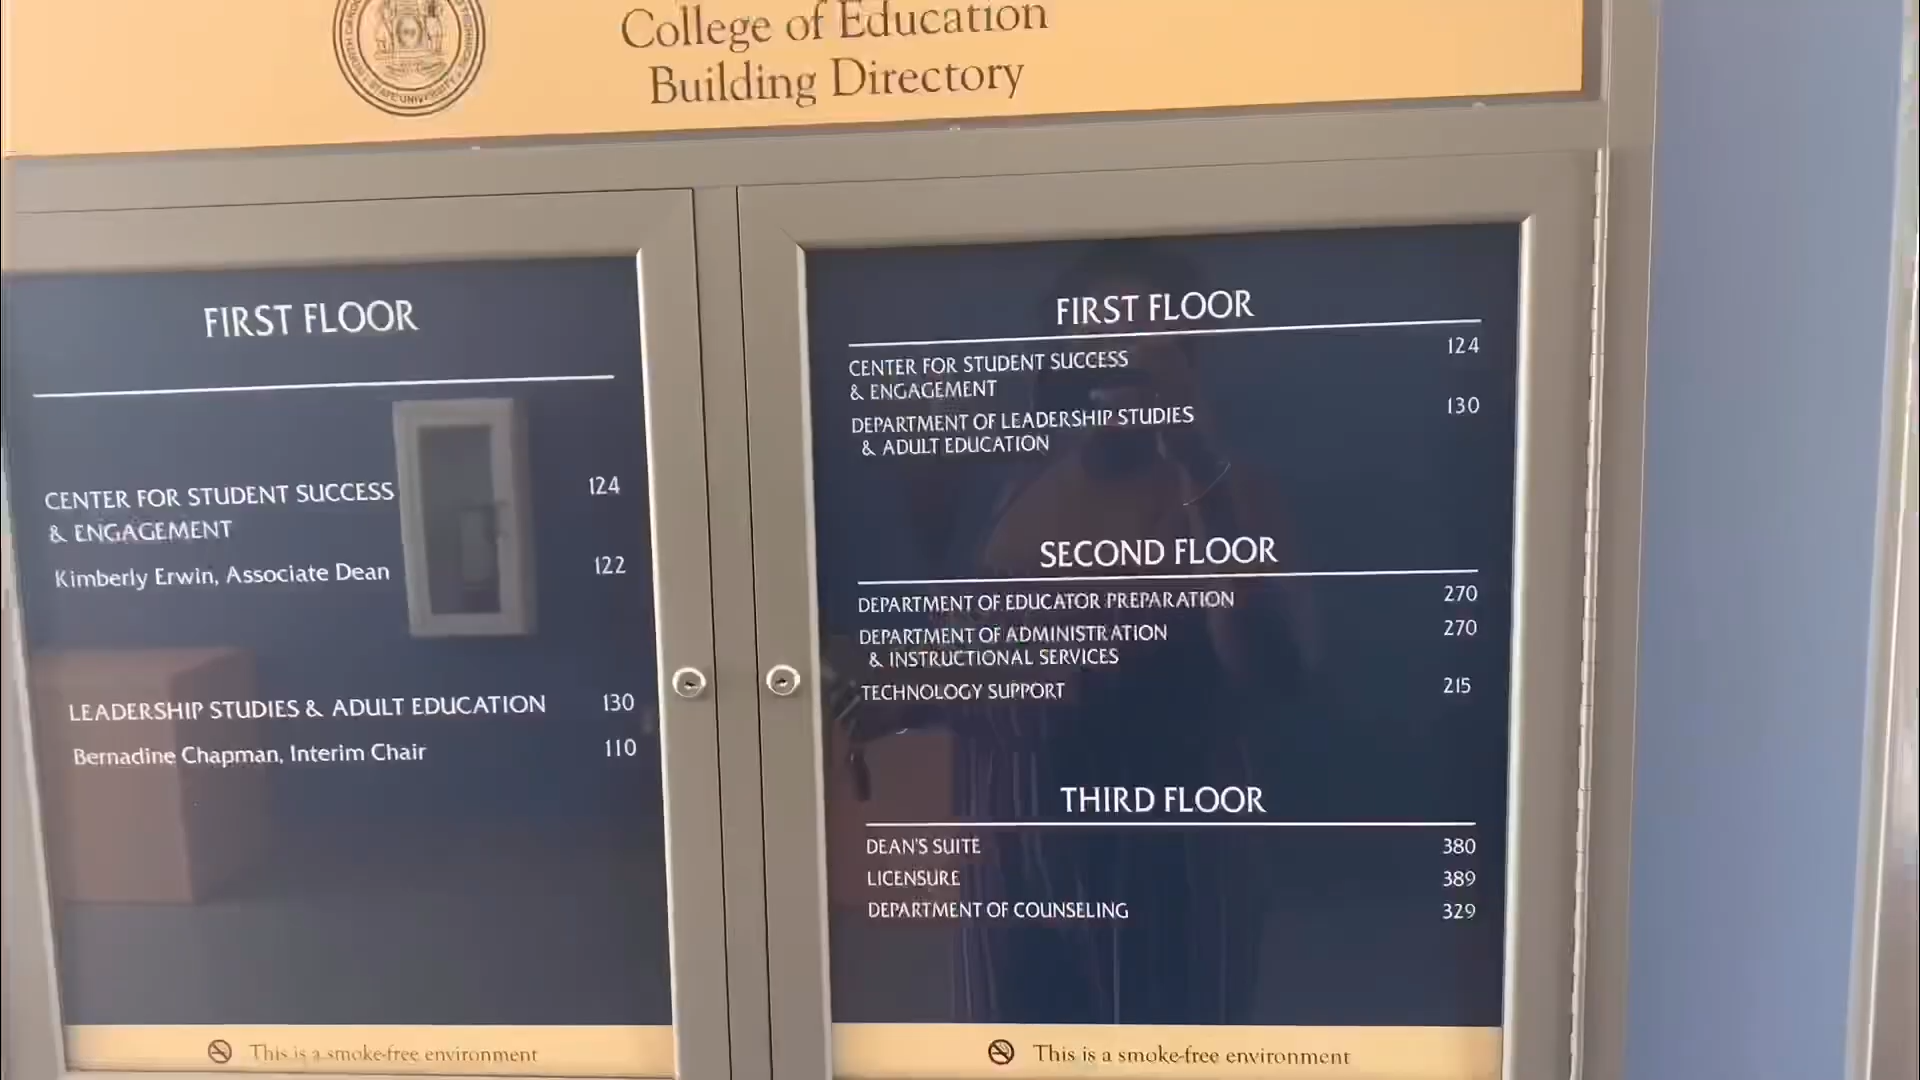 College of Education
Building Directory
STATE UNIVERSITY
FIRST FLOOR
CENTER FOR STUDENT SUCCESS 124
& ENGAGEMENT
Kimberly Erwin, Associate Dean 122
LEADERSHIP STUDIES & ADULT EDUCATION 130
Bernadine Chapman, Interim Chair 110
This is a smoke-free environment
FIRST FLOOR
CENTER FOR STUDENT SUCCESS 124
& ENGAGEMENT
DEPARTMENT OF LEADERSHIP STUDIES 130
& ADULT EDUCATION
SECOND FLOOR
DEPARTMENT OF EDUCATOR PREPARATION 270
DEPARTMENT OF ADMINISTRATION 270
& INSTRUCTIONAL SERVICES
TECHNOLOGY SUPPORT 215
THIRD FLOOR
DEAN'S SUITE 380
LICENSURE 389
DEPARTMENT OF COUNSELING 329
This is a smoke-free environment